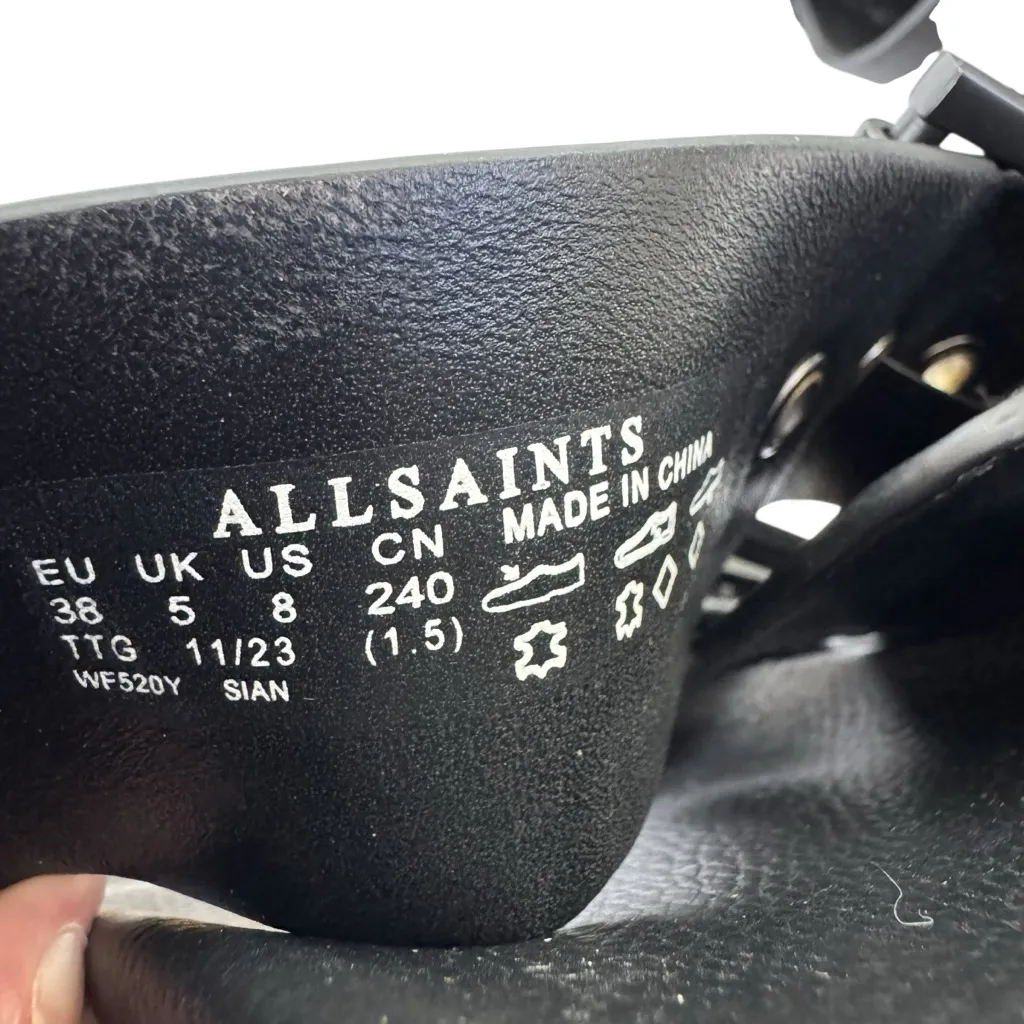 ALLSAINTS
MADE IN CHINA
EU UK US CN
38 5 8 240
TTG 11/23 (1.5)
WF520Y SIAN